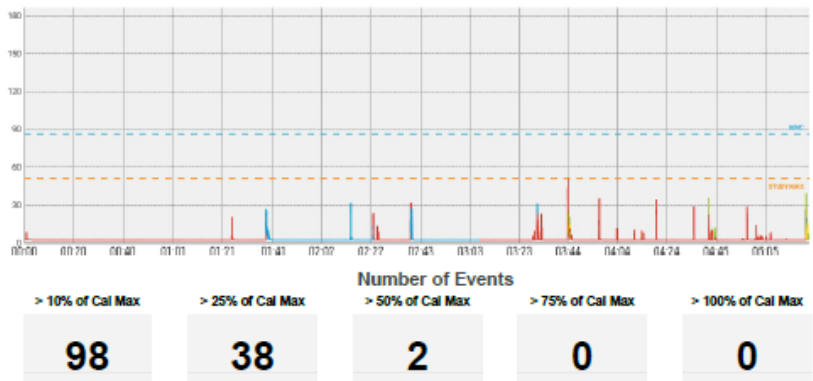 180
150
120
90
MVC
60
STUDY MAX
30
0
00:00 00:20 00:40 01:01 01:21 01:41 02:02 02:22 02:43 03:03 03:23 03:44 04:04 04:24 04:45 05:05
Number of Events
> 10% of Cal Max > 25% of Cal Max > 50% of Cal Max > 75% of Cal Max > 100% of Cal Max
98 38 2 0 0